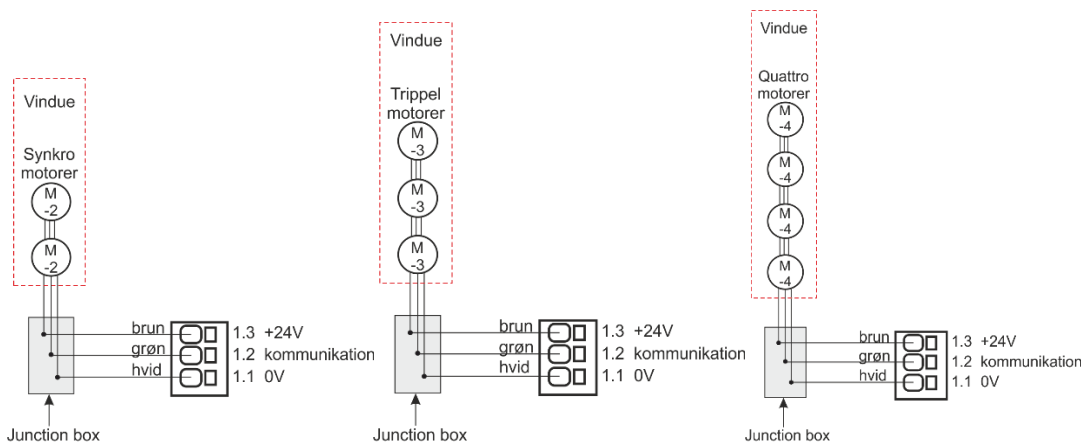 Vindue
Synkro
motorer
M
-2
M
-2
brun
grøn
hvid
1.3 +24V
1.2 kommunikation
1.1 0V
Junction box
Vindue
Trippel
motorer
M
-3
M
-3
M
-3
brun
grøn
hvid
1.3 +24V
1.2 kommunikation
1.1 0V
Junction box
Vindue
Quattro
motorer
M
-4
M
-4
M
-4
M
-4
brun
grøn
hvid
1.3 +24V
1.2 kommunikation
1.1 0V
Junction box